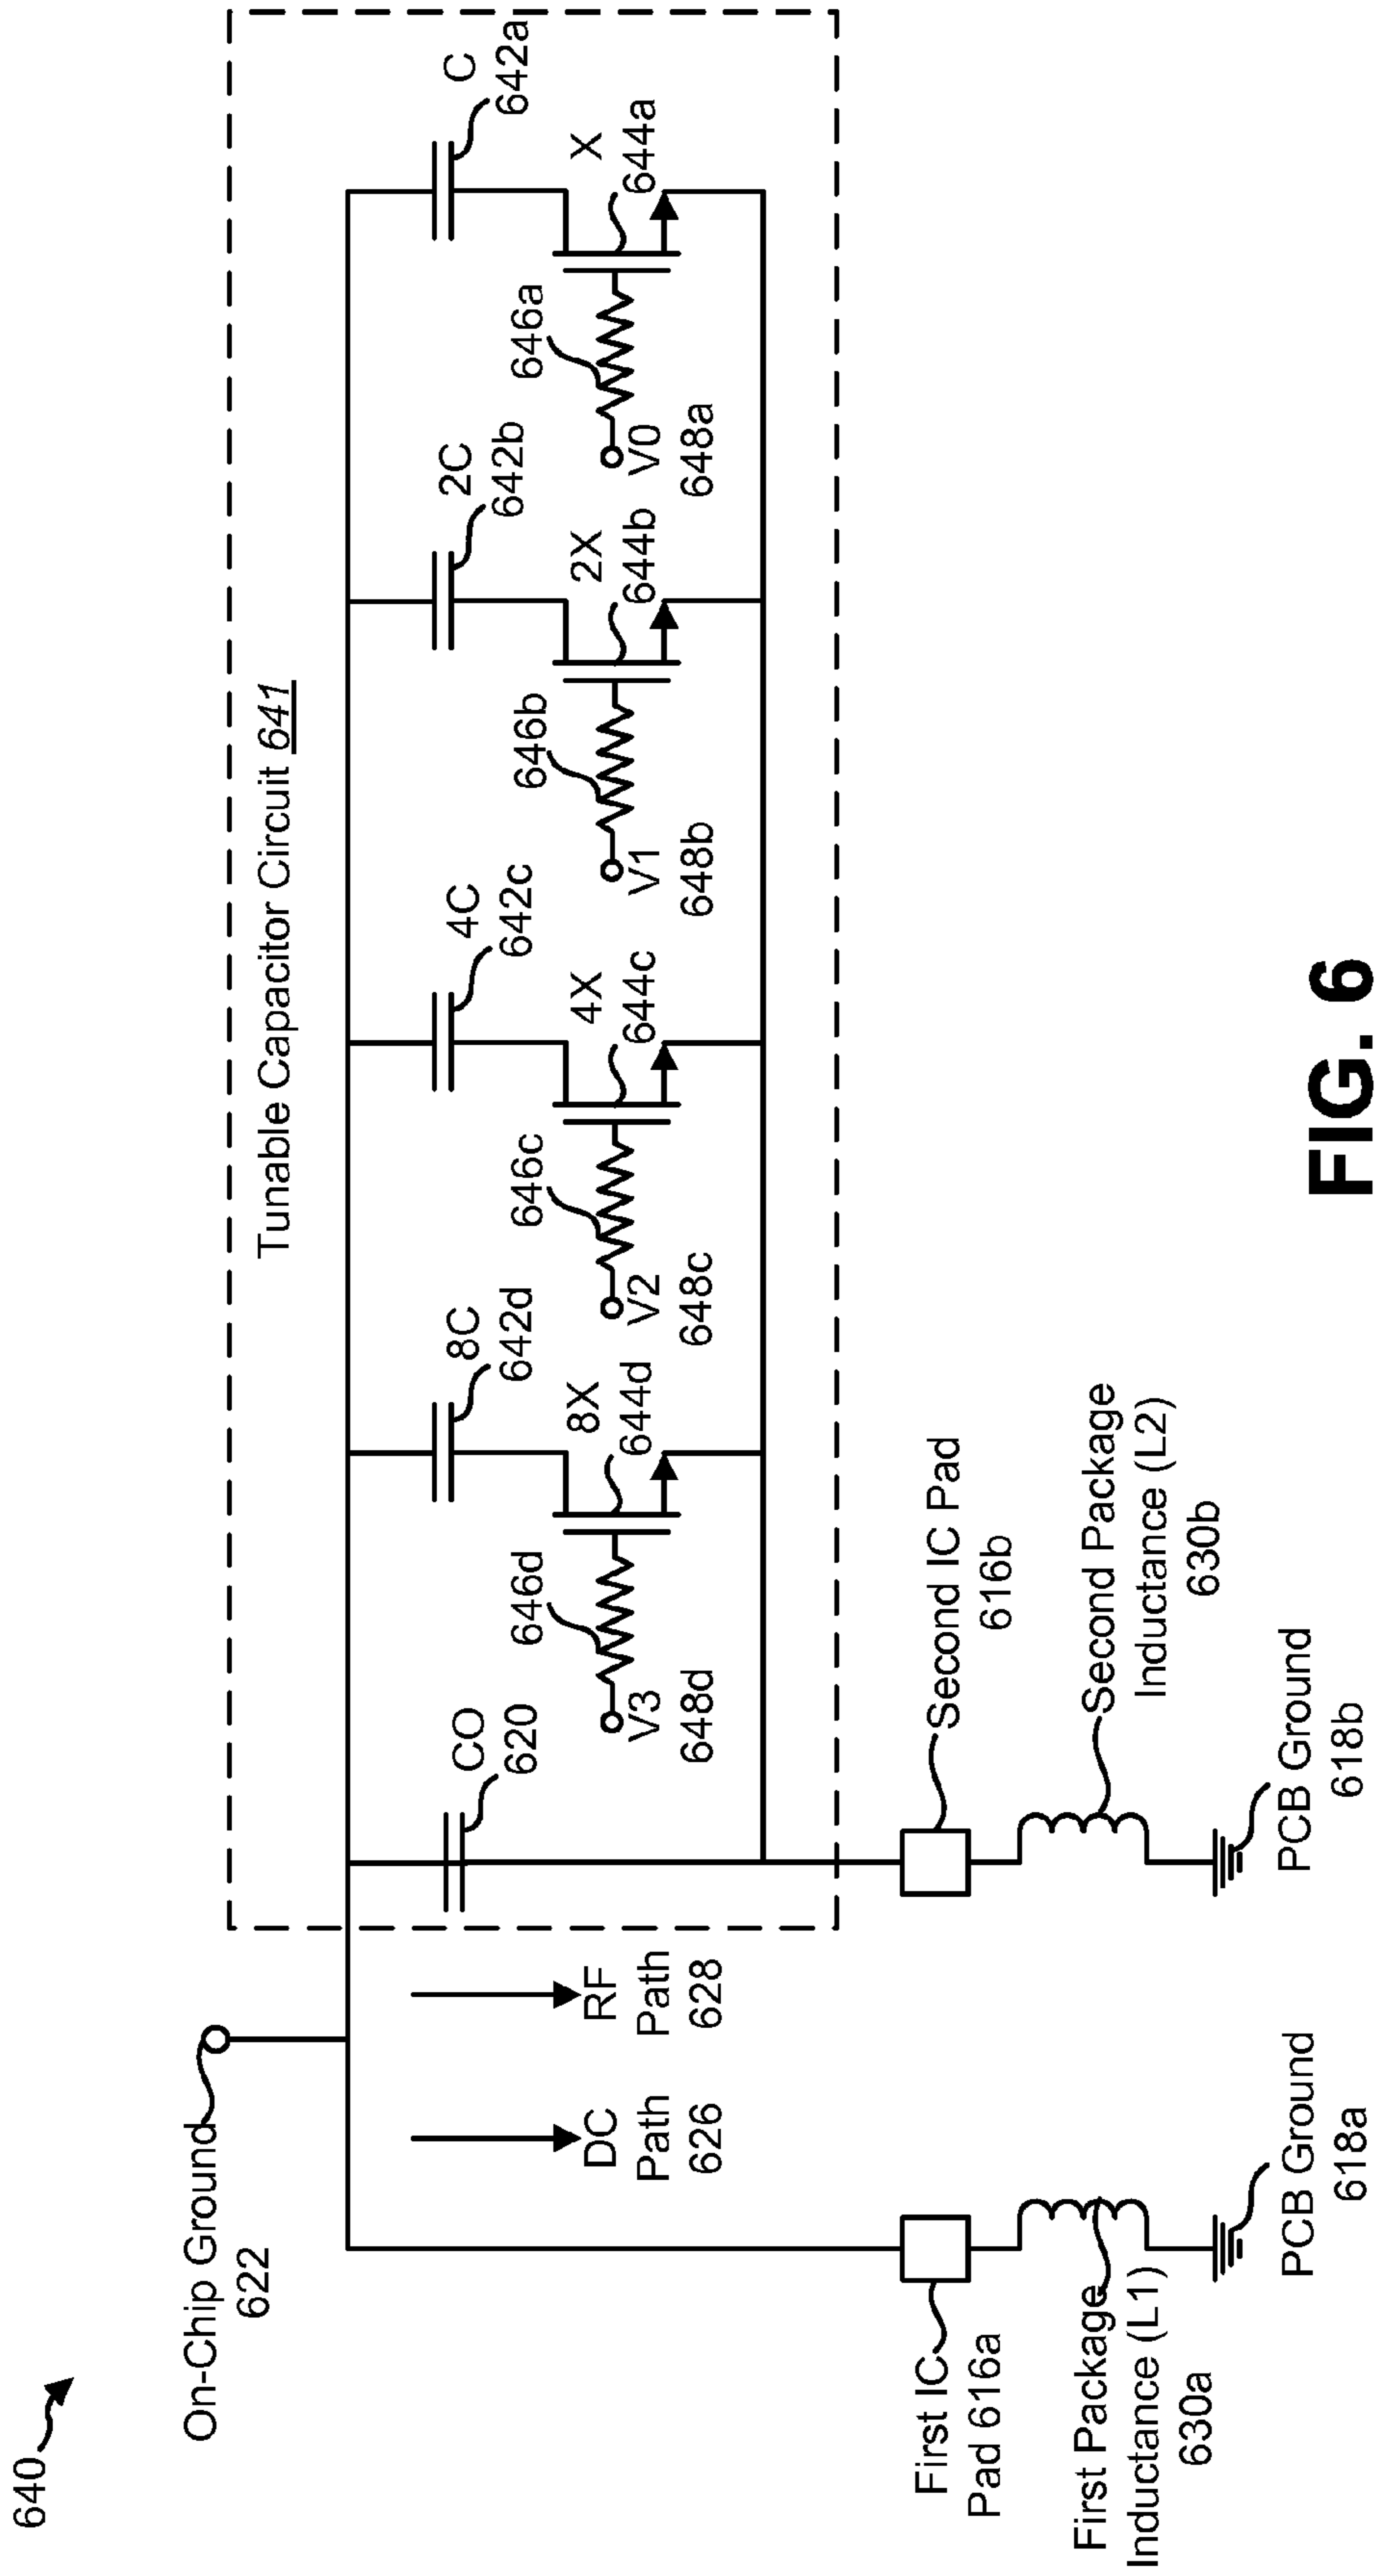 640
On-Chip Ground
622
Tunable Capacitor Circuit 641
DC
Path
626
RF
Path
628
CO
620
8C
642d
4C
642c
2C
642b
C
642a
8X
644d
4X
644c
2X
644b
X
644a
646d
646c
646b
646a
V3
648d
V2
648c
V1
648b
V0
648a
First IC
Pad 616a
Second IC Pad
616b
First Package
Inductance (L1)
630a
Second Package
Inductance (L2)
630b
PCB Ground
618a
PCB Ground
618b
FIG. 6